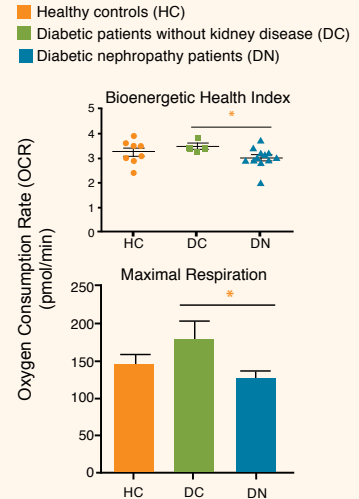 Healthy controls (HC)
Diabetic patients without kidney disease (DC)
Diabetic nephropathy patients (DN)
Oxygen Consumption Rate (OCR)
(pmol/min)
Bioenergetic Health Index
*
5
4
3
2
1
0
HC DC DN
Maximal Respiration
*
250
200
150
100
50
0
HC DC DN